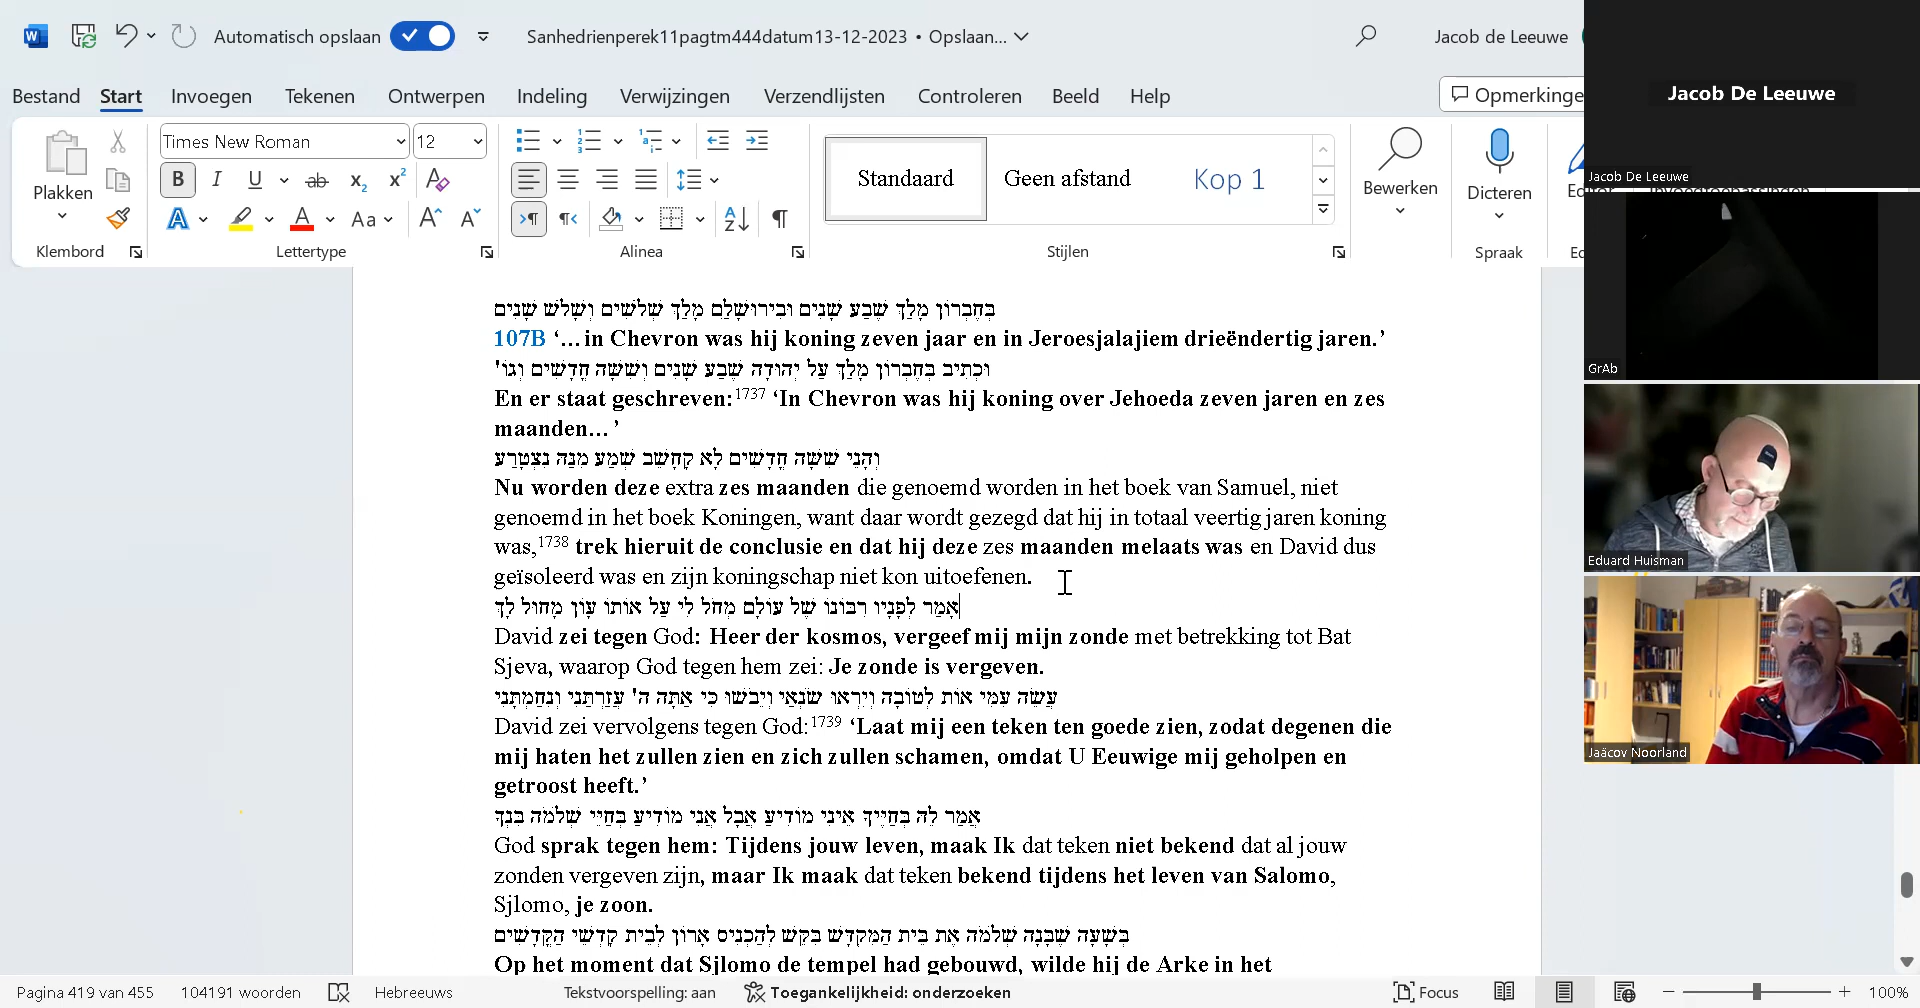 Automatisch opslaan
Sanhedrienperek11pagtm444datum13-12-2023 • Opslaan...
Jacob de Leeuwe
Bestand Start Invoegen Tekenen Ontwerpen Indeling Verwijzingen Verzendlijsten Controleren Beeld Help
Opmerkinge
Plakken
Klembord
Times New Roman 12
Lettertype
Alinea
Standaard Geen afstand Kop 1
Stijlen
Bewerken
Dicteren
Spraak
בְּחֶבְרוֹן מָלַךְ שֶׁבַע שָׁנִים וּבִירוּשָׁלִַם מָלַךְ שְׁלֹשִׁים וְשָׁלֹשׁ שָׁנִים
107B ‘…in Chevron was hij koning zeven jaar en in Jeroesjalajiem drieëndertig jaren.’
וּכְתִיב בְּחֶבְרוֹן מָלַךְ עַל יְהוּדָה שֶׁבַע שָׁנִים וְשִׁשָּׁה חֳדָשִׁים וְגוֹ'
En er staat geschreven:1737 ‘In Chevron was hij koning over Jehoeda zeven jaren en zes
maanden… ’
וְהָנֵי שִׁשָּׁה חֳדָשִׁים לָא קָחָשֵׁב שְׁמַע מִנַּהּ נִצְטָרַע
Nu worden deze extra zes maanden die genoemd worden in het boek van Samuel, niet
genoemd in het boek Koningen, want daar wordt gezegd dat hij in totaal veertig jaren koning
was,1738 trek hieruit de conclusie en dat hij deze zes maanden melaats was en David dus
geïsoleerd was en zijn koningschap niet kon uitoefenen.
אָמַר לְפָנָיו רִבּוֹנוֹ שֶׁל עוֹלָם מְחֹל לִי עַל אוֹתוֹ עָוֹן מָחוּל לָךְ
David zei tegen God: Heer der kosmos, vergeef mij mijn zonde met betrekking tot Bat
Sjeva, waarop God tegen hem zei: Je zonde is vergeven.
עֲשֵׂה עִמִּי אוֹת לְטוֹבָה וְיִרְאוּ שֹׂנְאַי וְיֵבֹשׁוּ כִּי אַתָּה ה' עֲזַרְתַּנִי וְנִחַמְתָּנִי
David zei vervolgens tegen God:1739 ‘Laat mij een teken ten goede zien, zodat degenen die
mij haten het zullen zien en zich zullen schamen, omdat U Eeuwige mij geholpen en
getroost heeft.’
אֲמַר לֵהּ בְּחַיֶּיךָ אֵינִי מוֹדִיעַ אֲבָל אֲנִי מוֹדִיעַ בְּחַיֵּי שְׁלֹמֹה בִּנְךָ
God sprak tegen hem: Tijdens jouw leven, maak Ik dat teken niet bekend dat al jouw
zonden vergeven zijn, maar Ik maak dat teken bekend tijdens het leven van Salomo,
Sjlomo, je zoon.
בְּשָׁעָה שֶׁבָּנָה שְׁלֹמֹה אֶת בֵּית הַמִּקְדָּשׁ בִּקֵּשׁ לְהַכְנִיס אָרוֹן לְבֵית קָדְשֵׁי הַקֳּדָשִׁים
Op het moment dat Sjlomo de tempel had gebouwd, wilde hij de Arke in het
Pagina 419 van 455 104191 woorden Hebreeuws Tekstvoorspelling: aan Toegankelijkheid: onderzoeken Focus 100%
Jacob De Leeuwe
Jacob De Leeuwe
GrAb
Eduard Huisman
Jaäcov Noorland